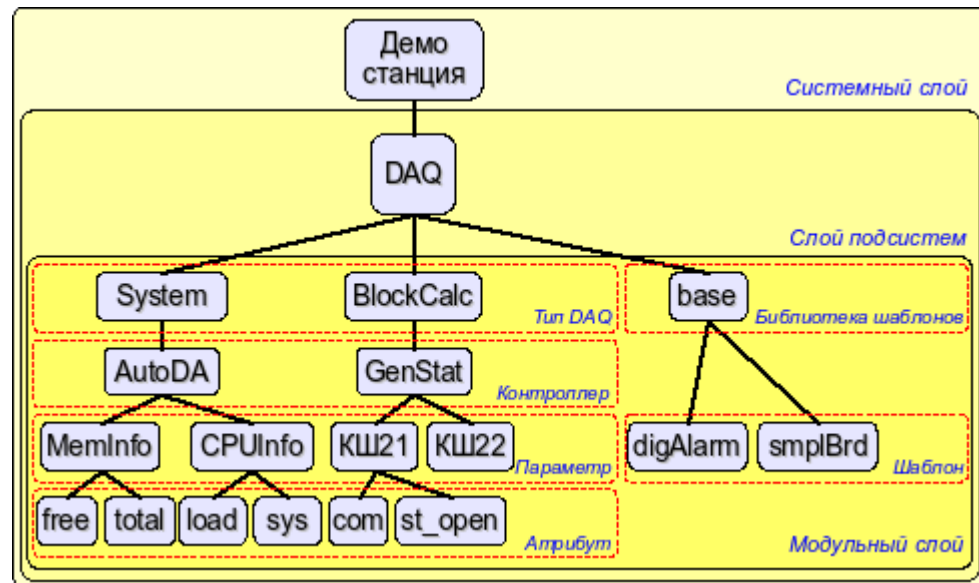 Демо
станция
Системный слой
DAQ
Слой подсистем
System
BlockCalc
base
Тип DAQ
Библиотека шаблонов
AutoDA
GenStat
Контроллер
MemInfo
CPUInfo
КШ21
КШ22
digAlarm
smplBrd
Параметр
Шаблон
free
total
load
sys
com
st_open
Атрибут
Модульный слой